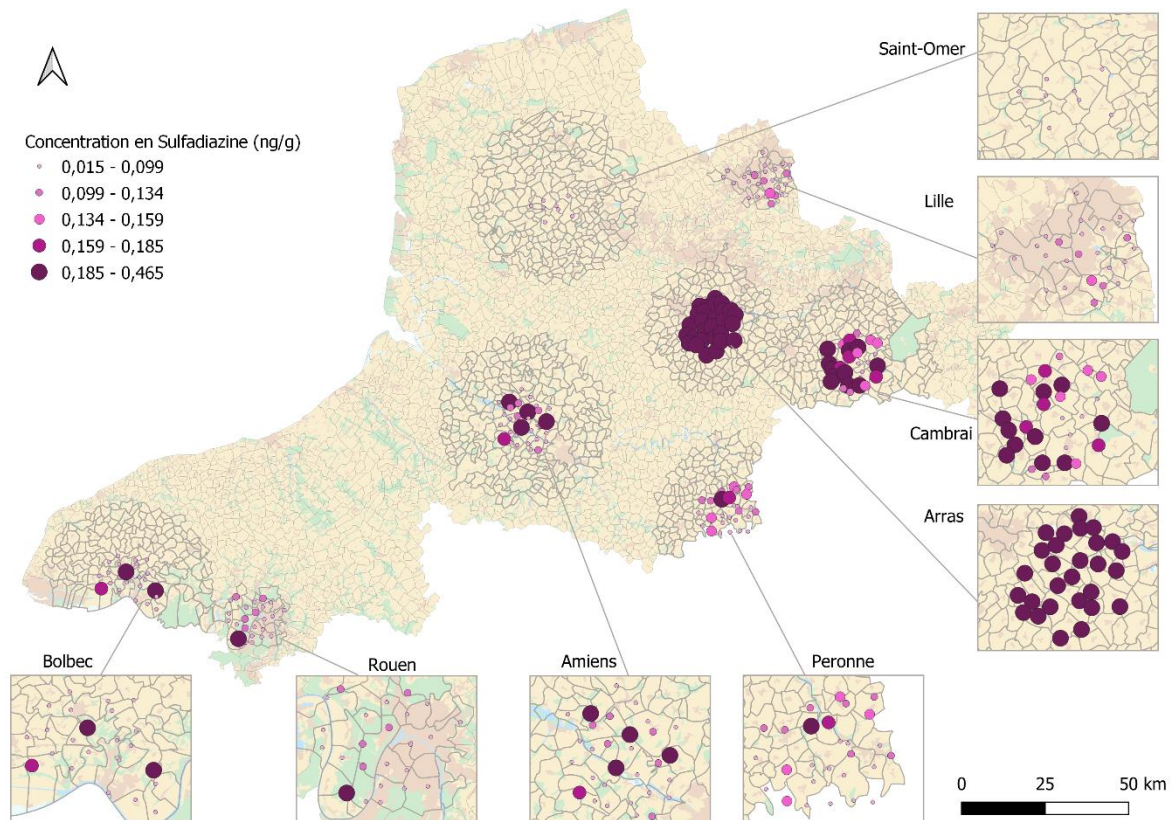 Saint-Omer
Concentration en Sulfadiazine (ng/g)
0,015 - 0,099
0,099 - 0,134
0,134 - 0,159
0,159 - 0,185
0,185 - 0,465
Lille
Cambrai
Arras
Bolbec
Rouen
Amiens
Peronne
0 25 50 km